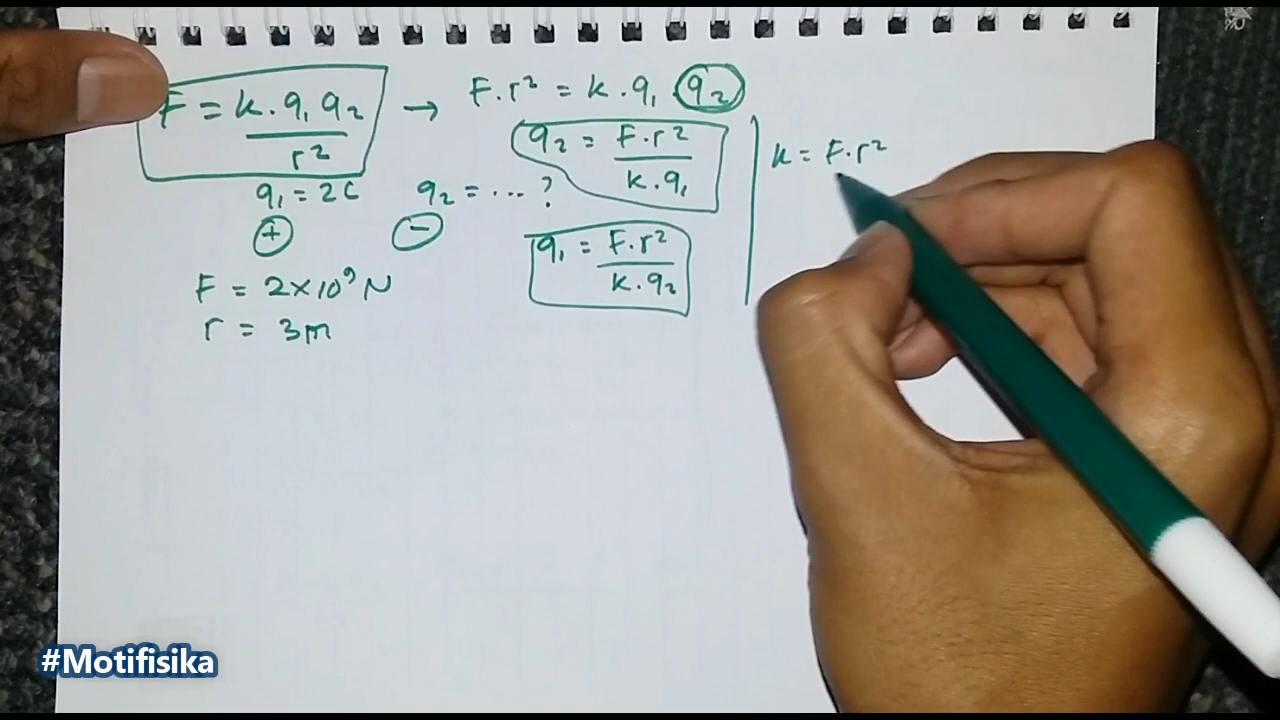 F = k.q₁ q₂ / r² → F.r² = k.q₁.q₂
q₂ = F.r² / k.q₁
k = F.r²
q₁ = 2C q₂ = ...?
+ −
q₁ = F.r² / k.q₂
F = 2×10⁹ N
r = 3m
#Motifisika